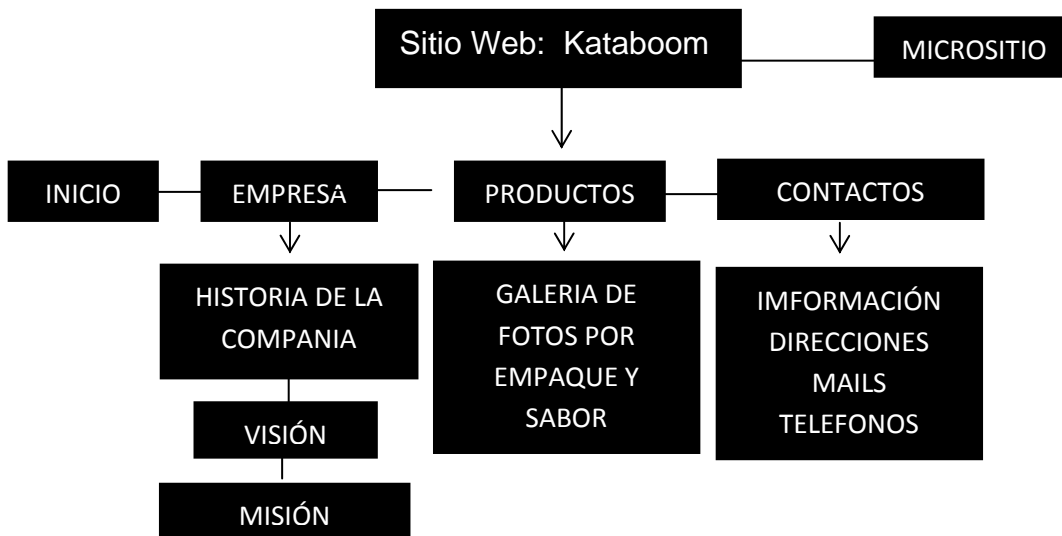 Sitio Web: Kataboom
MICROSITIO
INICIO
EMPRESA
PRODUCTOS
CONTACTOS
HISTORIA DE LA
COMPANIA
GALERIA DE
FOTOS POR
EMPAQUE Y
SABOR
IMFORMACIÓN
DIRECCIONES
MAILS
TELEFONOS
VISIÓN
MISIÓN